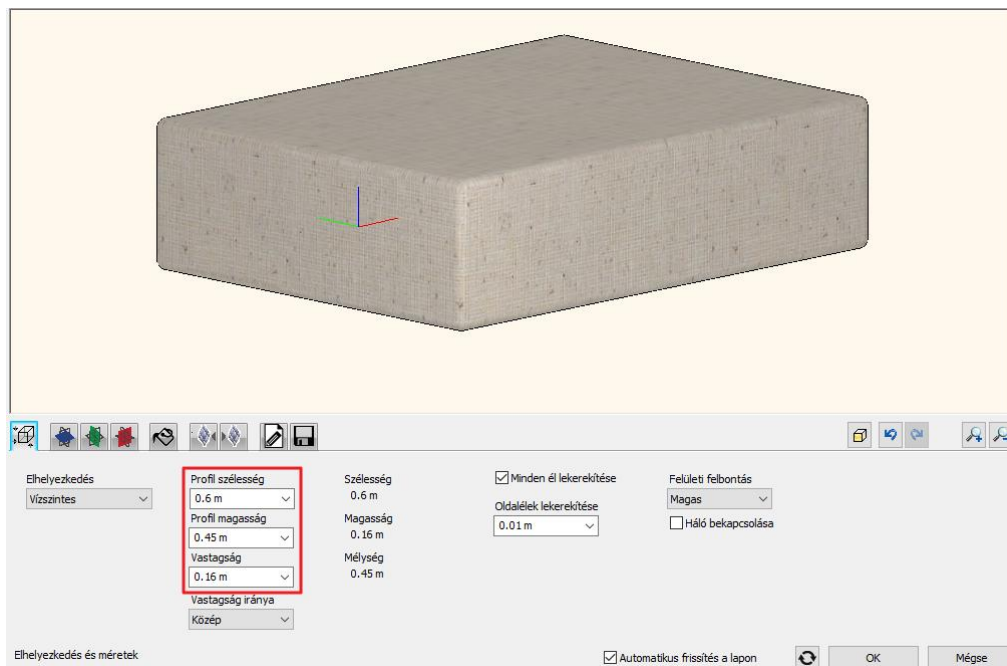 Elhelyezkedés
Vízszintes
Profil szélesség
0.6 m
Profil magasság
0.45 m
Vastagság
0.16 m
Vastagság iránya
Közép
Szélesség
0.6 m
Magasság
0.16 m
Mélység
0.45 m
Minden él lekerekítése
Oldalélek lekerekítése
0.01 m
Felületi felbontás
Magas
Háló bekapcsolása
Elhelyezkedés és méretek
Automatikus frissítés a lapon
OK
Mégse